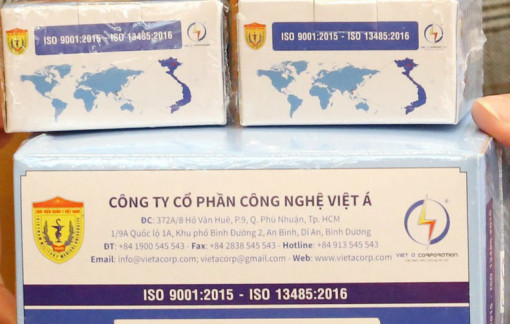 ISO 9001:2015 - ISO 13485:2016
ISO 9001:2015 - ISO 13485:2016
CÔNG TY CỔ PHẦN CÔNG NGHỆ VIỆT Á
ĐC: 372A/8 Hồ Văn Huê, P.9, Q. Phú Nhuận, Tp. HCM
1/9A Quốc lộ 1A, Khu phố Bình Đường 2, An Bình, Dĩ An, Bình Dương
ĐT: +84 1900 545 543 - Fax: +84 2838 545 543 - Hotline: +84 913 545 543
Email: info@vietacorp.com; vietacorp@gmail.com - Web: www.vietacorp.com
VIET A CORPORATION
ISO 9001:2015 - ISO 13485:2016